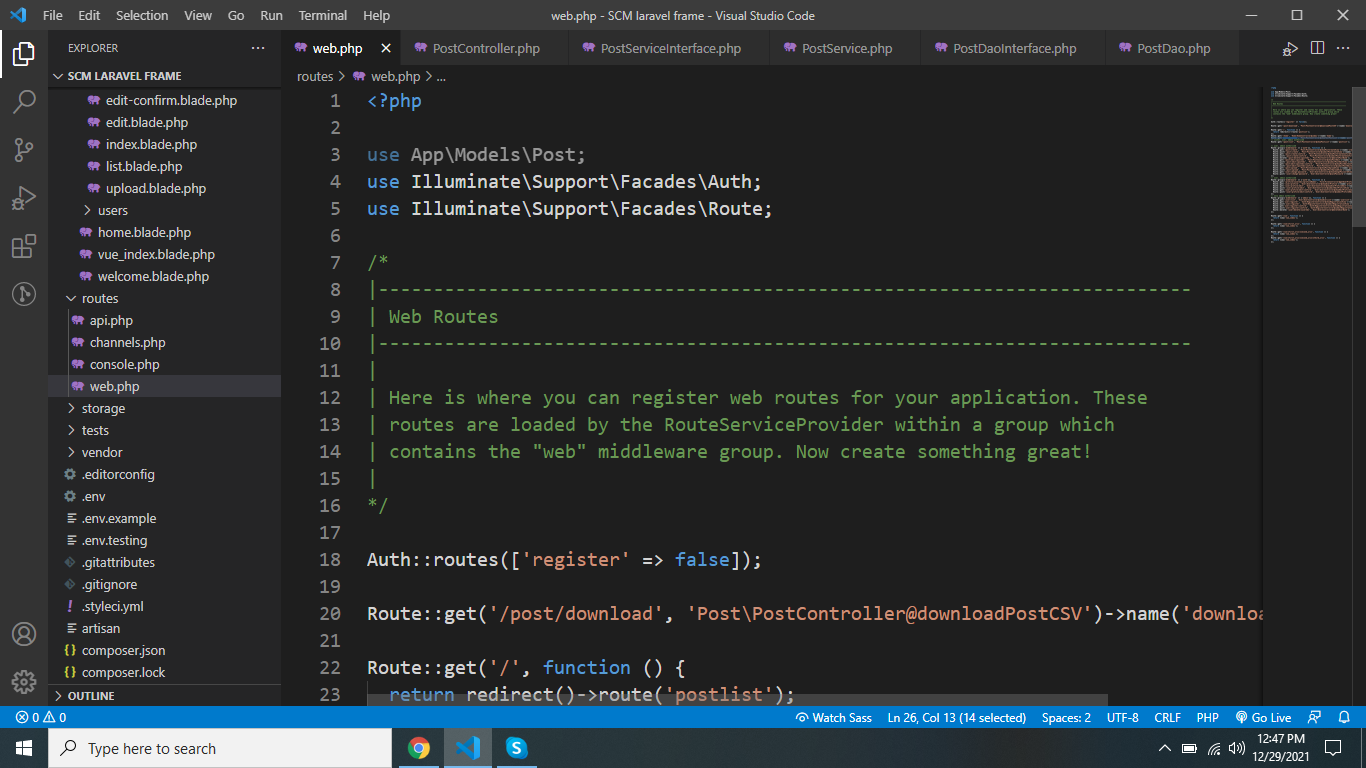 File Edit Selection View Go Run Terminal Help
web.php - SCM laravel frame - Visual Studio Code
EXPLORER
SCM LARAVEL FRAME
edit-confirm.blade.php
edit.blade.php
index.blade.php
list.blade.php
upload.blade.php
users
home.blade.php
vue_index.blade.php
welcome.blade.php
routes
api.php
channels.php
console.php
web.php
storage
tests
vendor
.editorconfig
.env
.env.example
.env.testing
.gitattributes
.gitignore
.styleci.yml
artisan
composer.json
composer.lock
OUTLINE
web.php PostController.php PostServiceInterface.php PostService.php PostDaoInterface.php PostDao.php
routes > web.php > ...
1 <?php
2
3 use App\Models\Post;
4 use Illuminate\Support\Facades\Auth;
5 use Illuminate\Support\Facades\Route;
6
7 /*
8 |--------------------------------------------------------------------------
9 | Web Routes
10 |--------------------------------------------------------------------------
11 |
12 | Here is where you can register web routes for your application. These
13 | routes are loaded by the RouteServiceProvider within a group which
14 | contains the "web" middleware group. Now create something great!
15 |
16 */
17
18 Auth::routes(['register' => false]);
19
20 Route::get('/post/download', 'Post\PostController@downloadPostCSV')->name('downloa
21
22 Route::get('/', function () {
23 return redirect()->route('postlist');
0 0 Watch Sass Ln 26, Col 13 (14 selected) Spaces: 2 UTF-8 CRLF PHP Go Live
Type here to search
12:47 PM
12/29/2021